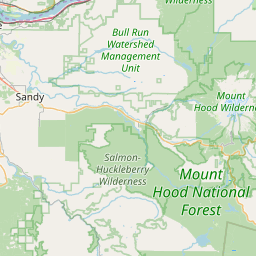 Bull Run
Watershed
Management
Unit
Wilderness
Sandy
Mount
Hood Wilderne
Salmon-
Huckleberry
Wilderness
Mount
Hood National
Forest